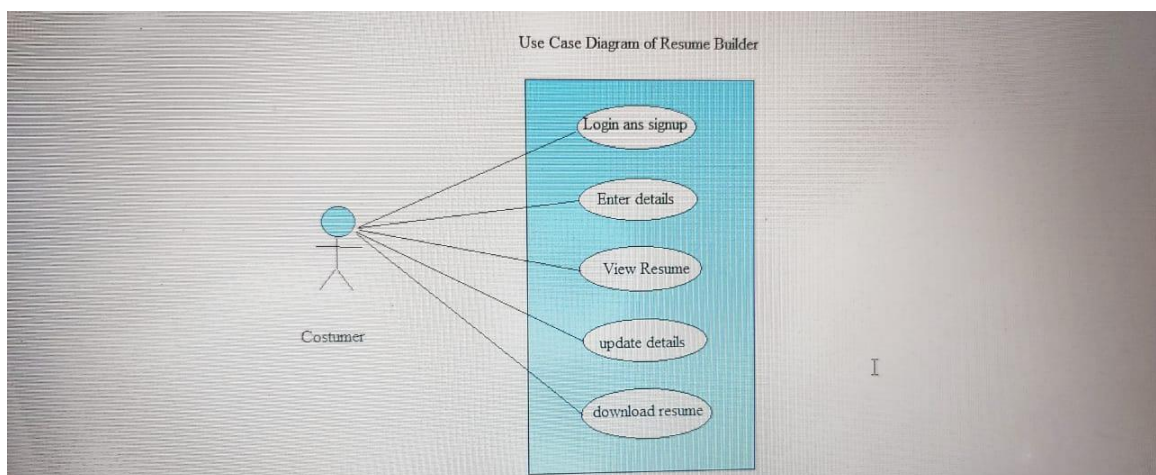 Use Case Diagram of Resume Builder
Login ans signup
Enter details
View Resume
update details
download resume
Costumer